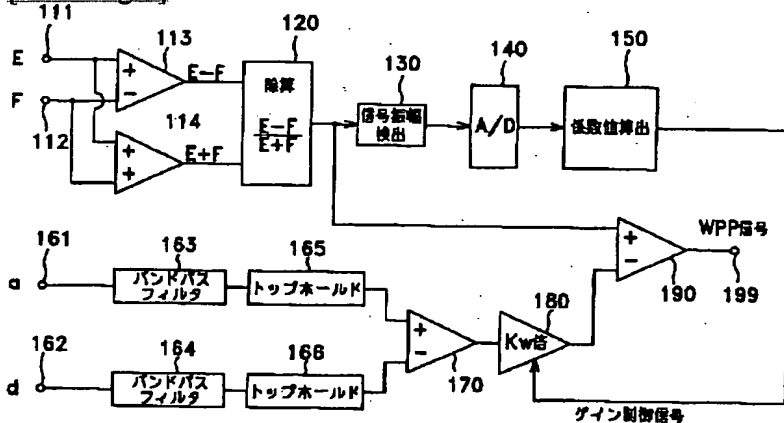 111
113
120
E
E−F
除算
E−F
E+F
130
信号振幅
検出
140
A/D
150
係数値算出
F
112
114
E+F
161
163
165
a
バンドパス
フィルタ
トップホールド
162
164
166
d
バンドパス
フィルタ
トップホールド
170
180
Kw倍
190
WPP信号
199
ゲイン制御信号